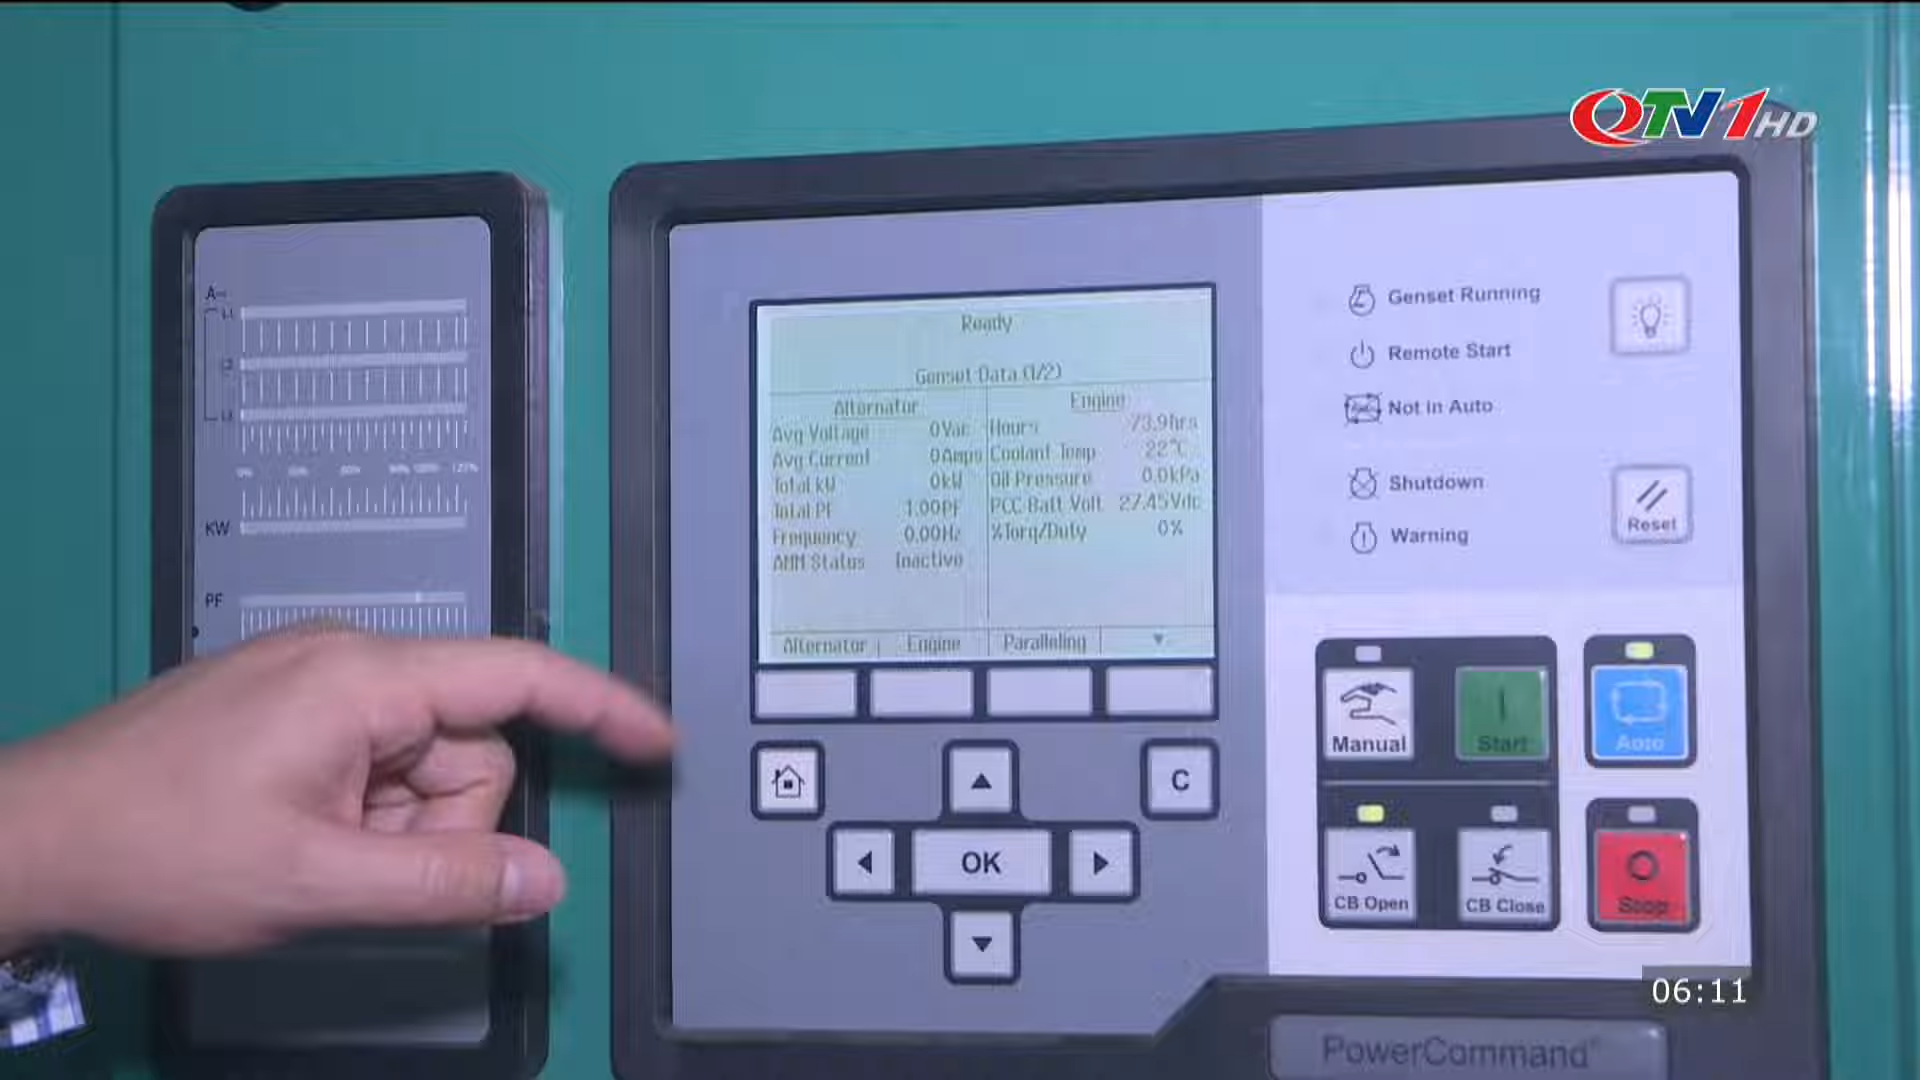 QTV1HD
A~
L1
L2
L3
KW
PF
Ready
Genset Data (1/2)
Alternator
Avg Voltage 0Vac
Avg Current 0Amps
Total kW 0kW
Total PF 1.00PF
Frequency 0.00Hz
AMM Status Inactive
Engine
Hours 73.9hrs
Coolant Temp 22°C
Oil Pressure 0.0kPa
PCC Batt Volt 27.45Vdc
%Torq/Duty 0%
Alternator Engine Paralleling ▼
C
OK
Genset Running
Remote Start
Not in Auto
Shutdown
Warning
Reset
Manual
Start
Auto
CB Open
CB Close
Stop
06:11
PowerCommand